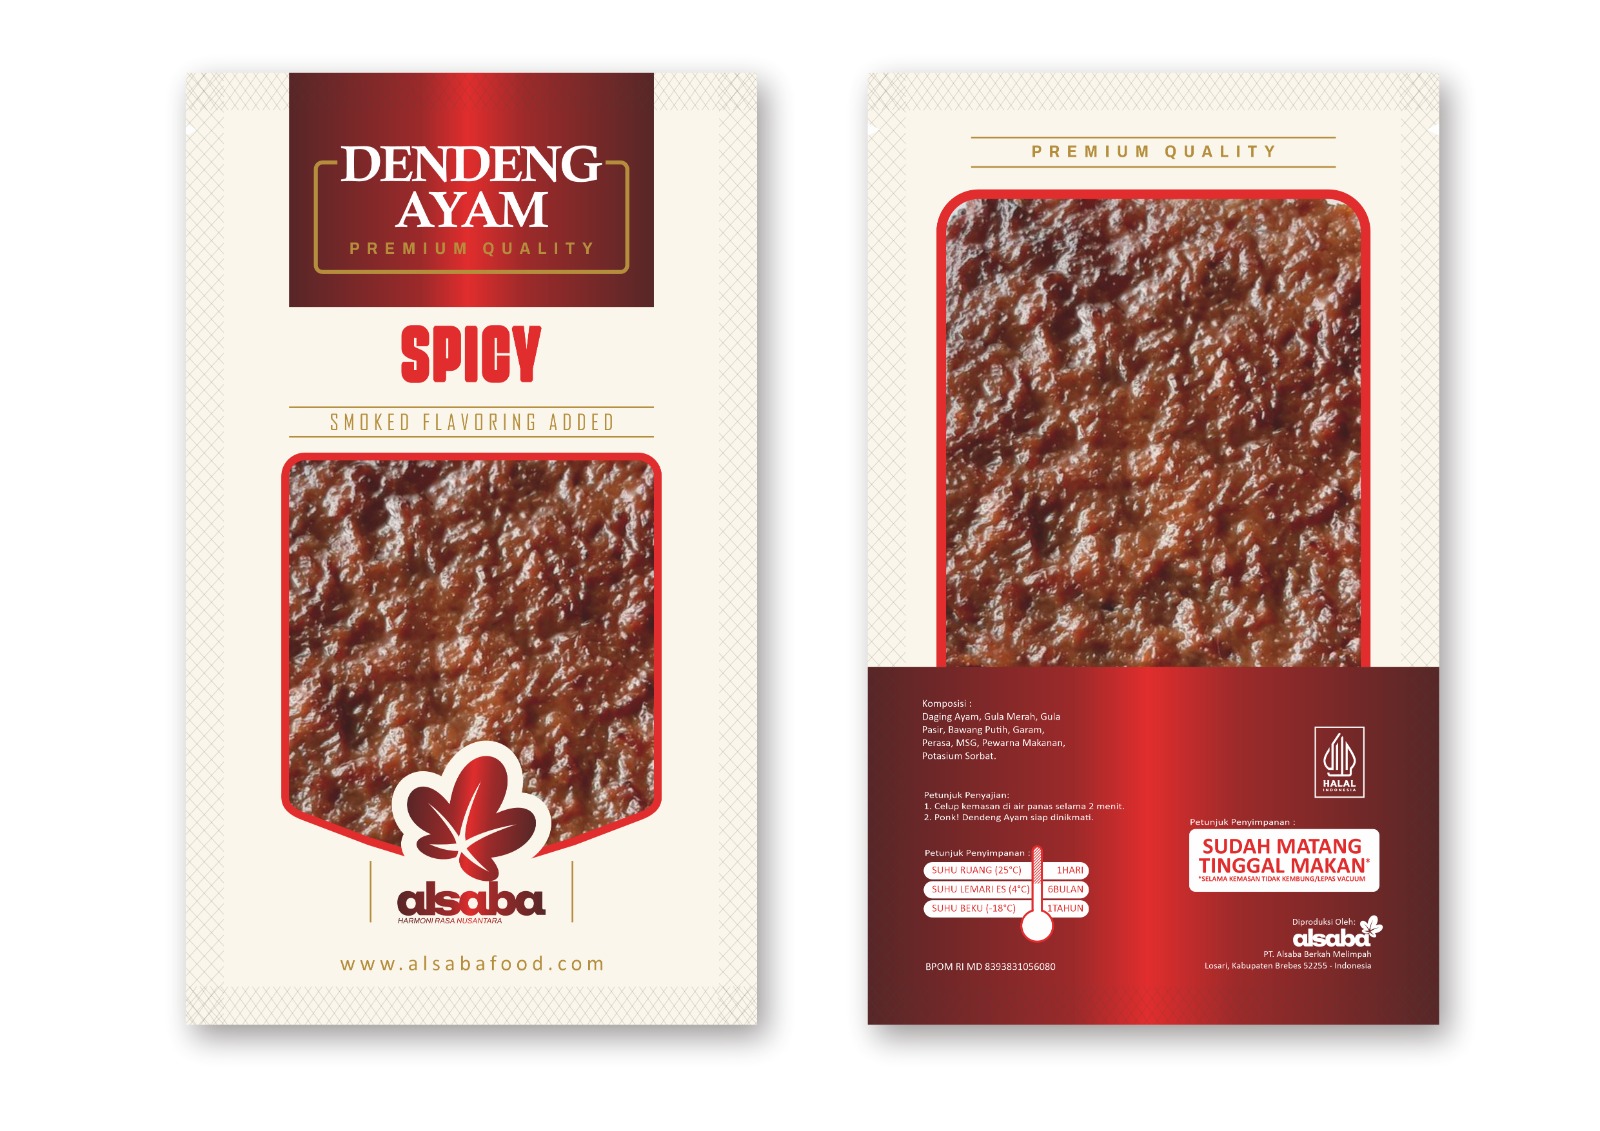 DENDENG
AYAM
PREMIUM QUALITY
SPICY
SMOKED FLAVORING ADDED
alsaba
HARMONI RASA NUSANTARA
www.alsabafood.com
PREMIUM QUALITY
Komposisi :
Daging Ayam, Gula Merah, Gula
Pasir, Bawang Putih, Garam,
Perasa, MSG, Pewarna Makanan,
Potasium Sorbat.
Petunjuk Penyajian:
1. Celup kemasan di air panas selama 2 menit.
2. Ponk! Dendeng Ayam siap dinikmati.
Petunjuk Penyimpanan :
SUHU RUANG (25°C) 1HARI
SUHU LEMARI ES (4°C) 6BULAN
SUHU BEKU (-18°C) 1TAHUN
BPOM RI MD 8393831056080
HALAL
INDONESIA
Petunjuk Penyimpanan :
SUDAH MATANG
TINGGAL MAKAN*
*SELAMA KEMASAN TIDAK KEMBUNG/LEPAS VACUUM
Diproduksi Oleh:
alsaba
PT. Alsaba Berkah Melimpah
Losari, Kabupaten Brebes 52255 - Indonesia